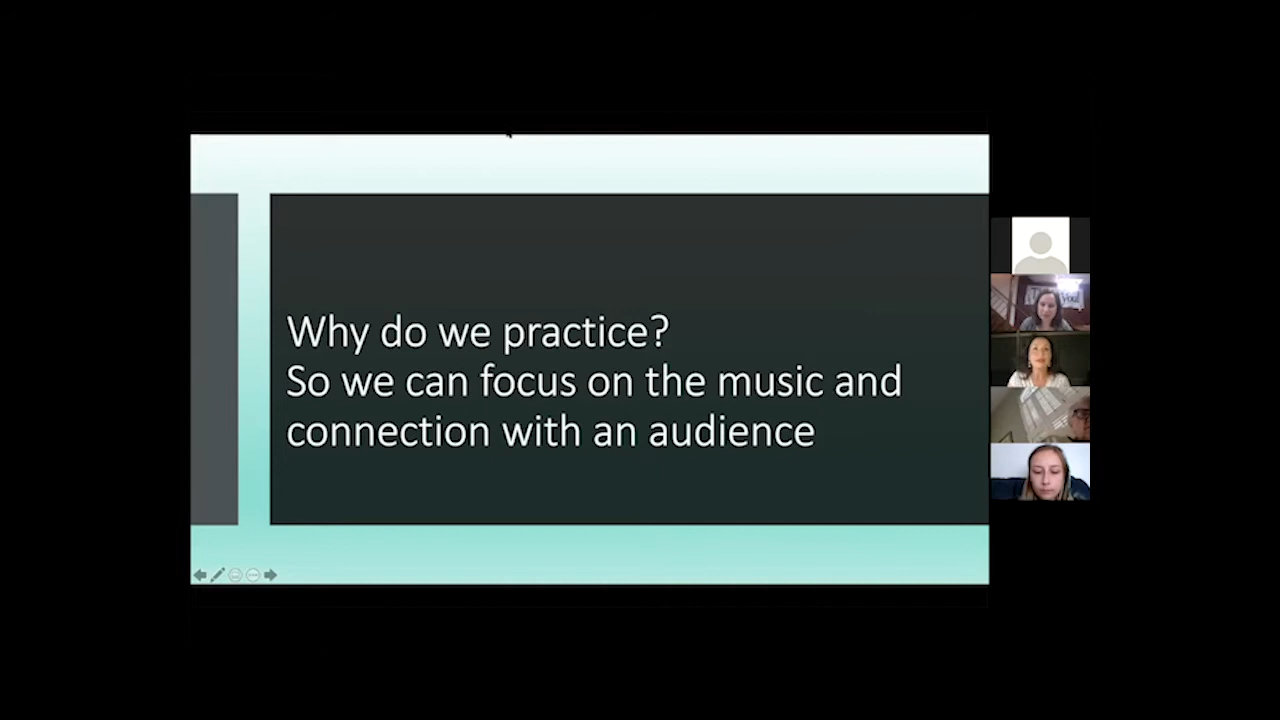 Why do we practice?
So we can focus on the music and
connection with an audience